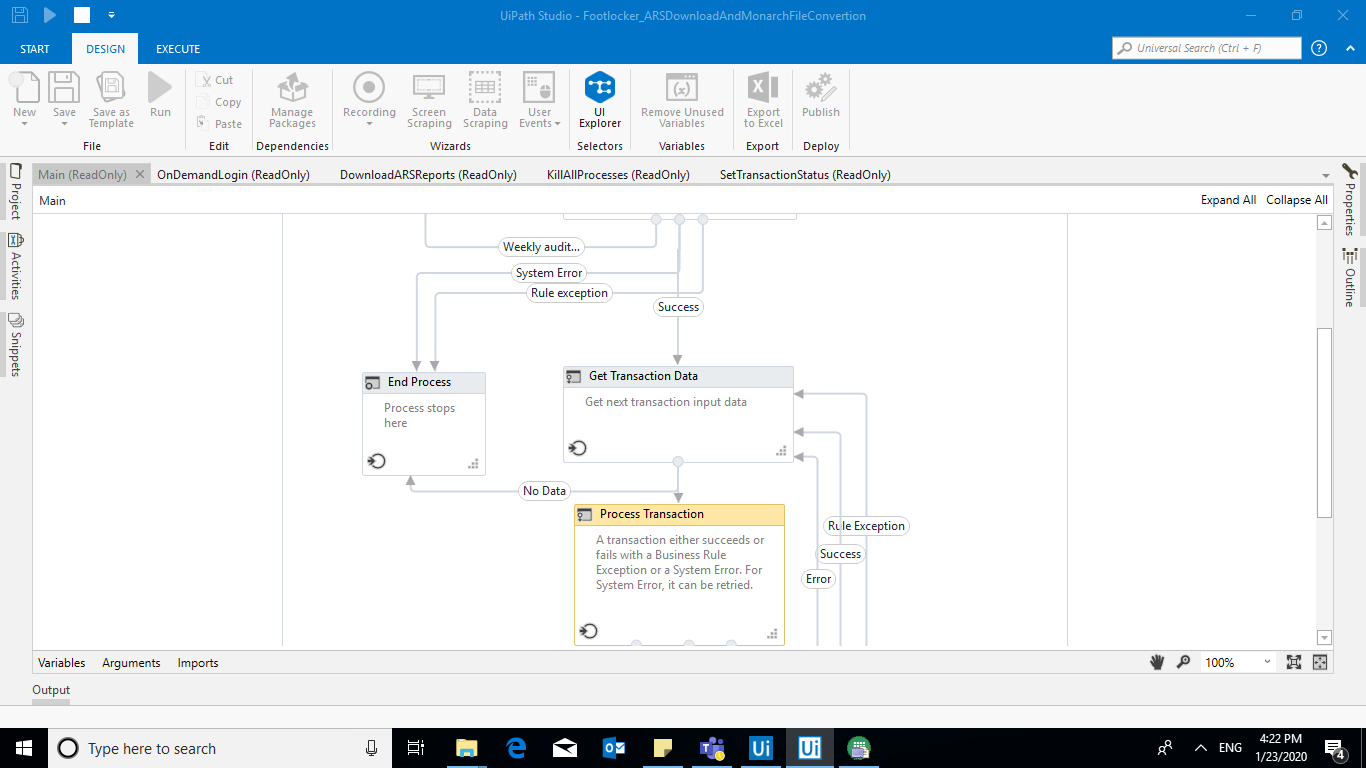 UiPath Studio - Footlocker_ARSDownloadAndMonarchFileConvertion
START DESIGN EXECUTE
Universal Search (Ctrl + F)
?
New
Save
Save as
Template
Run
Cut
Copy
Paste
Manage
Packages
Recording
Screen
Scraping
Data
Scraping
User
Events
UI
Explorer
Remove Unused
Variables
Export
to Excel
Publish
File Edit Dependencies Wizards Selectors Variables Export Deploy
Main (ReadOnly) OnDemandLogin (ReadOnly) DownloadARSReports (ReadOnly) KillAllProcesses (ReadOnly) SetTransactionStatus (ReadOnly)
Project
Activities
Snippets
Properties
Outline
Main
Expand All Collapse All
Weekly audit...
System Error
Rule exception
Success
End Process
Process stops
here
Get Transaction Data
Get next transaction input data
No Data
Process Transaction
A transaction either succeeds or
fails with a Business Rule
Exception or a System Error. For
System Error, it can be retried.
Rule Exception
Success
Error
Variables Arguments Imports
100%
Output
Type here to search
Ui
Ui
ENG
4:22 PM
1/23/2020
4